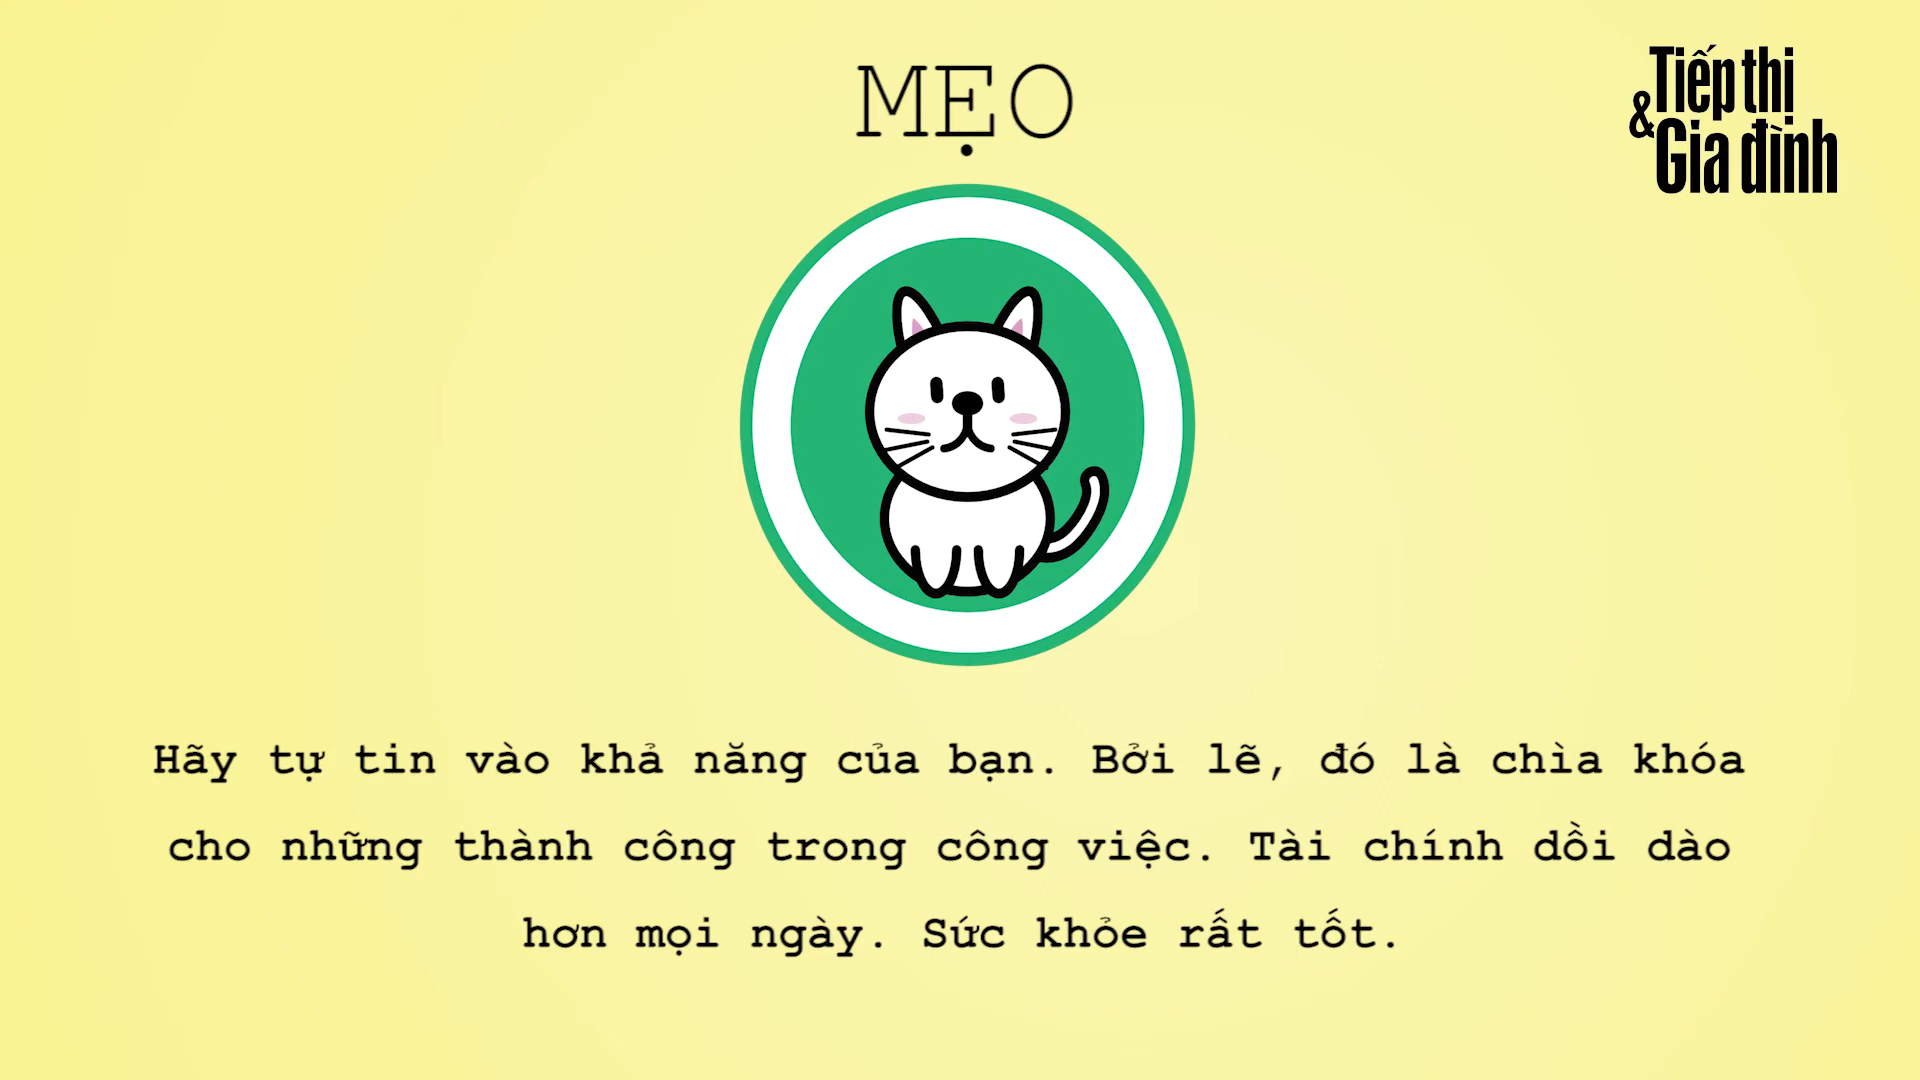 MẸO
Tiếp thị
& Gia đình
Hãy tự tin vào khả năng của bạn. Bởi lẽ, đó là chìa khóa
cho những thành công trong công việc. Tài chính dồi dào
hơn mọi ngày. Sức khỏe rất tốt.